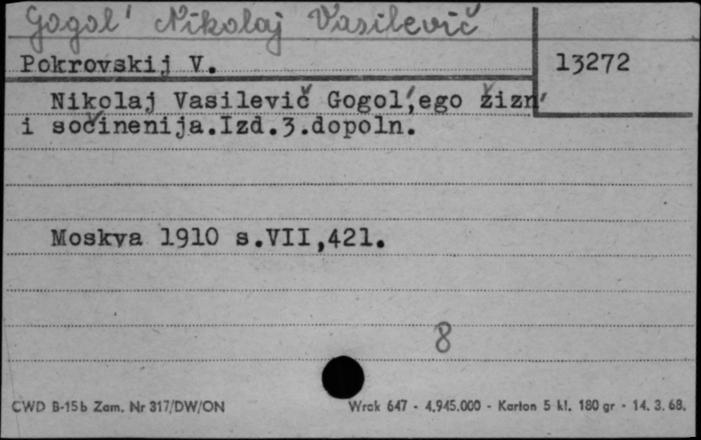 Gogol' Nikolaj Vasilevič
Pokrovskij V.
13272
Nikolaj Vasilevič Gogol',ego žizn'
i sočinenija.Izd.3.dopoln.
Moskva 1910 s.VII,421.
8
CWD B-15b Zam. Nr 317/DW/ON
Wrak 647 - 4.945.000 - Karton 5 kl. 180 gr - 14. 3. 68.